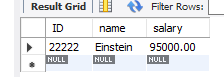 Result Grid Filter Rows:
ID name salary
22222 Einstein 95000.00
NULL NULL NULL